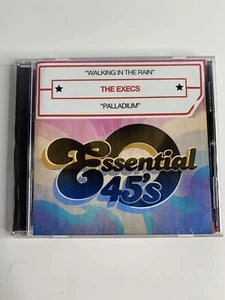 "WALKING IN THE RAIN"
THE EXECS
"PALLADIUM"
Essential
45's